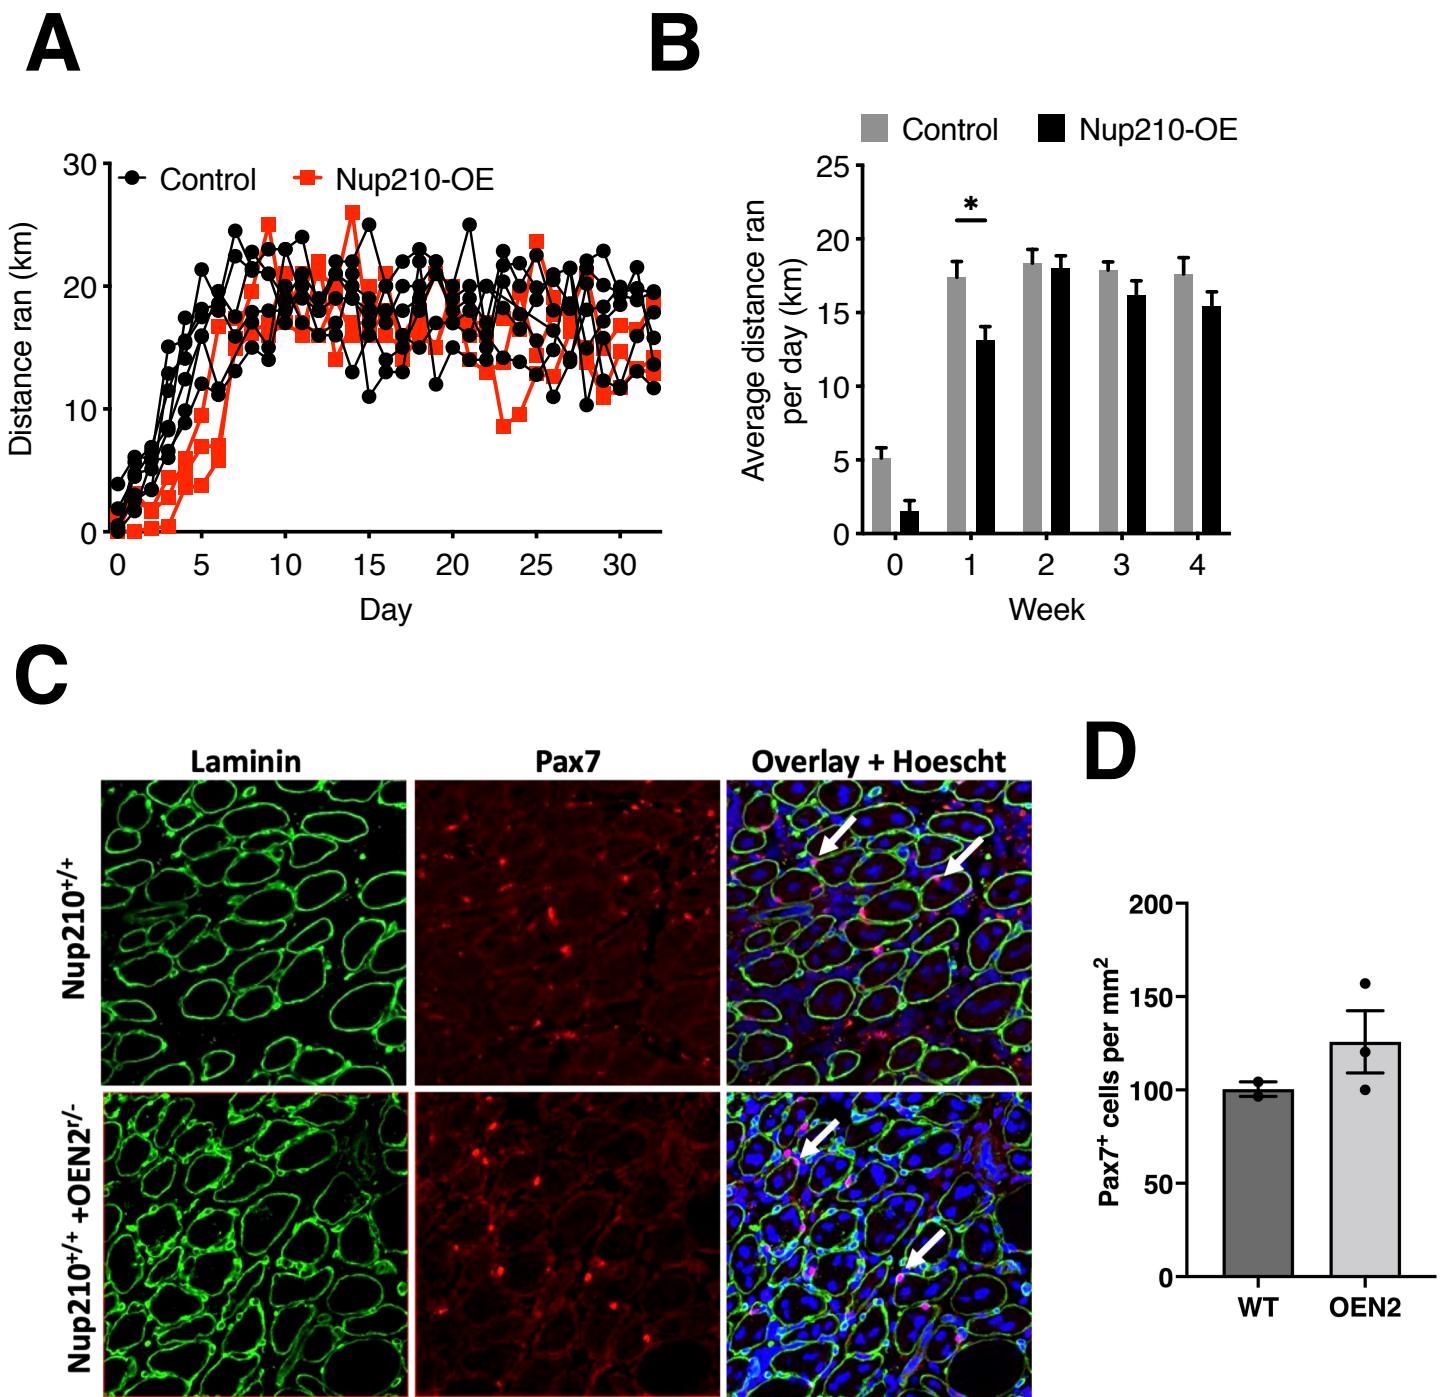 A
B
Control
Nup210-OE
30
20
10
0
Distance ran (km)
0 5 10 15 20 25 30
Day
Control
Nup210-OE
25
20
15
10
5
0
Average distance ran
per day (km)
*
0 1 2 3 4
Week
C
Laminin
Pax7
Overlay + Hoescht
Nup210+/+
Nup210+/+ +OEN2r/-
D
200
150
100
50
0
Pax7+ cells per mm2
WT
OEN2